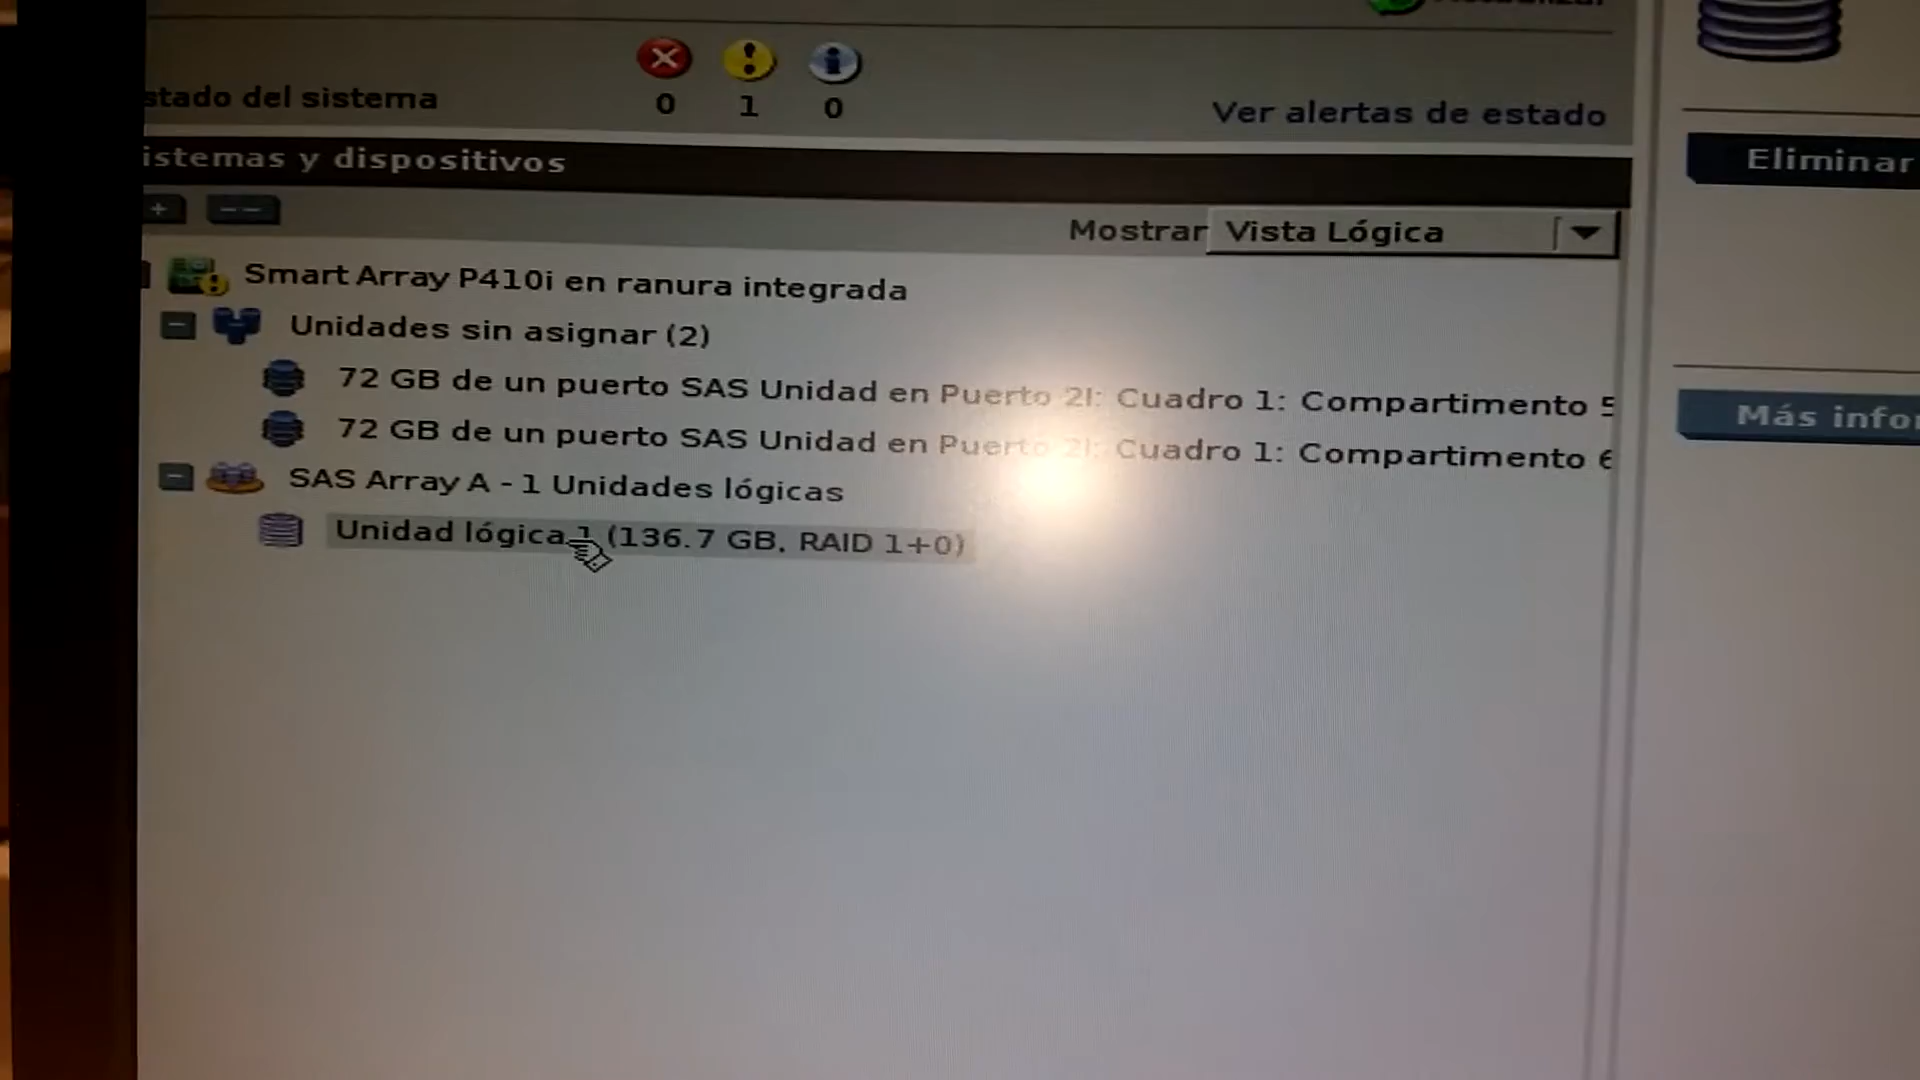 stado del sistema
0 1 0
Ver alertas de estado
istemas y dispositivos
Eliminar
Mostrar Vista Lógica
Smart Array P410i en ranura integrada
Unidades sin asignar (2)
72 GB de un puerto SAS Unidad en Puerto 2I: Cuadro 1: Compartimento 5
72 GB de un puerto SAS Unidad en Puerto 2I: Cuadro 1: Compartimento 6
Más infor
SAS Array A - 1 Unidades lógicas
Unidad lógica 1 (136.7 GB, RAID 1+0)